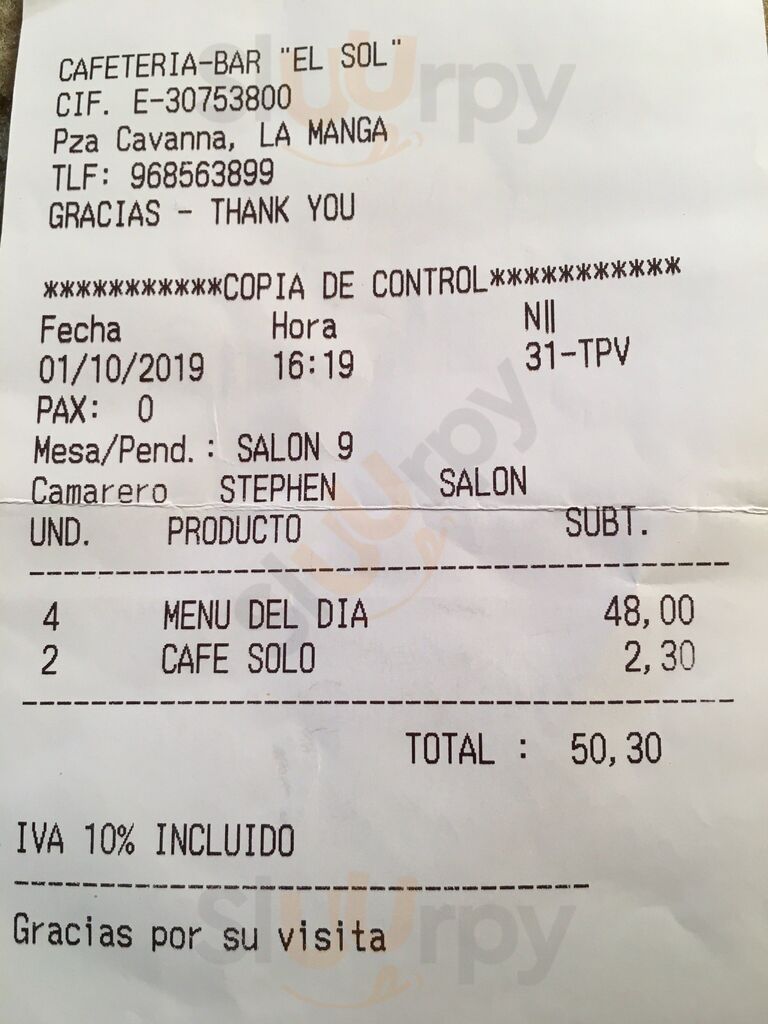 CAFETERIA-BAR "EL SOL"
CIF. E-30753800
Pza Cavanna, LA MANGA
TLF: 968563899
GRACIAS - THANK YOU
***********COPIA DE CONTROL************
Fecha Hora N||
01/10/2019 16:19 31-TPV
PAX: 0
Mesa/Pend.: SALON 9
Camarero STEPHEN SALON
UND. PRODUCTO SUBT.
4 MENU DEL DIA 48,00
2 CAFE SOLO 2,30
TOTAL : 50,30
IVA 10% INCLUIDO
Gracias por su visita
sluurpy
sluurpy
sluurpy